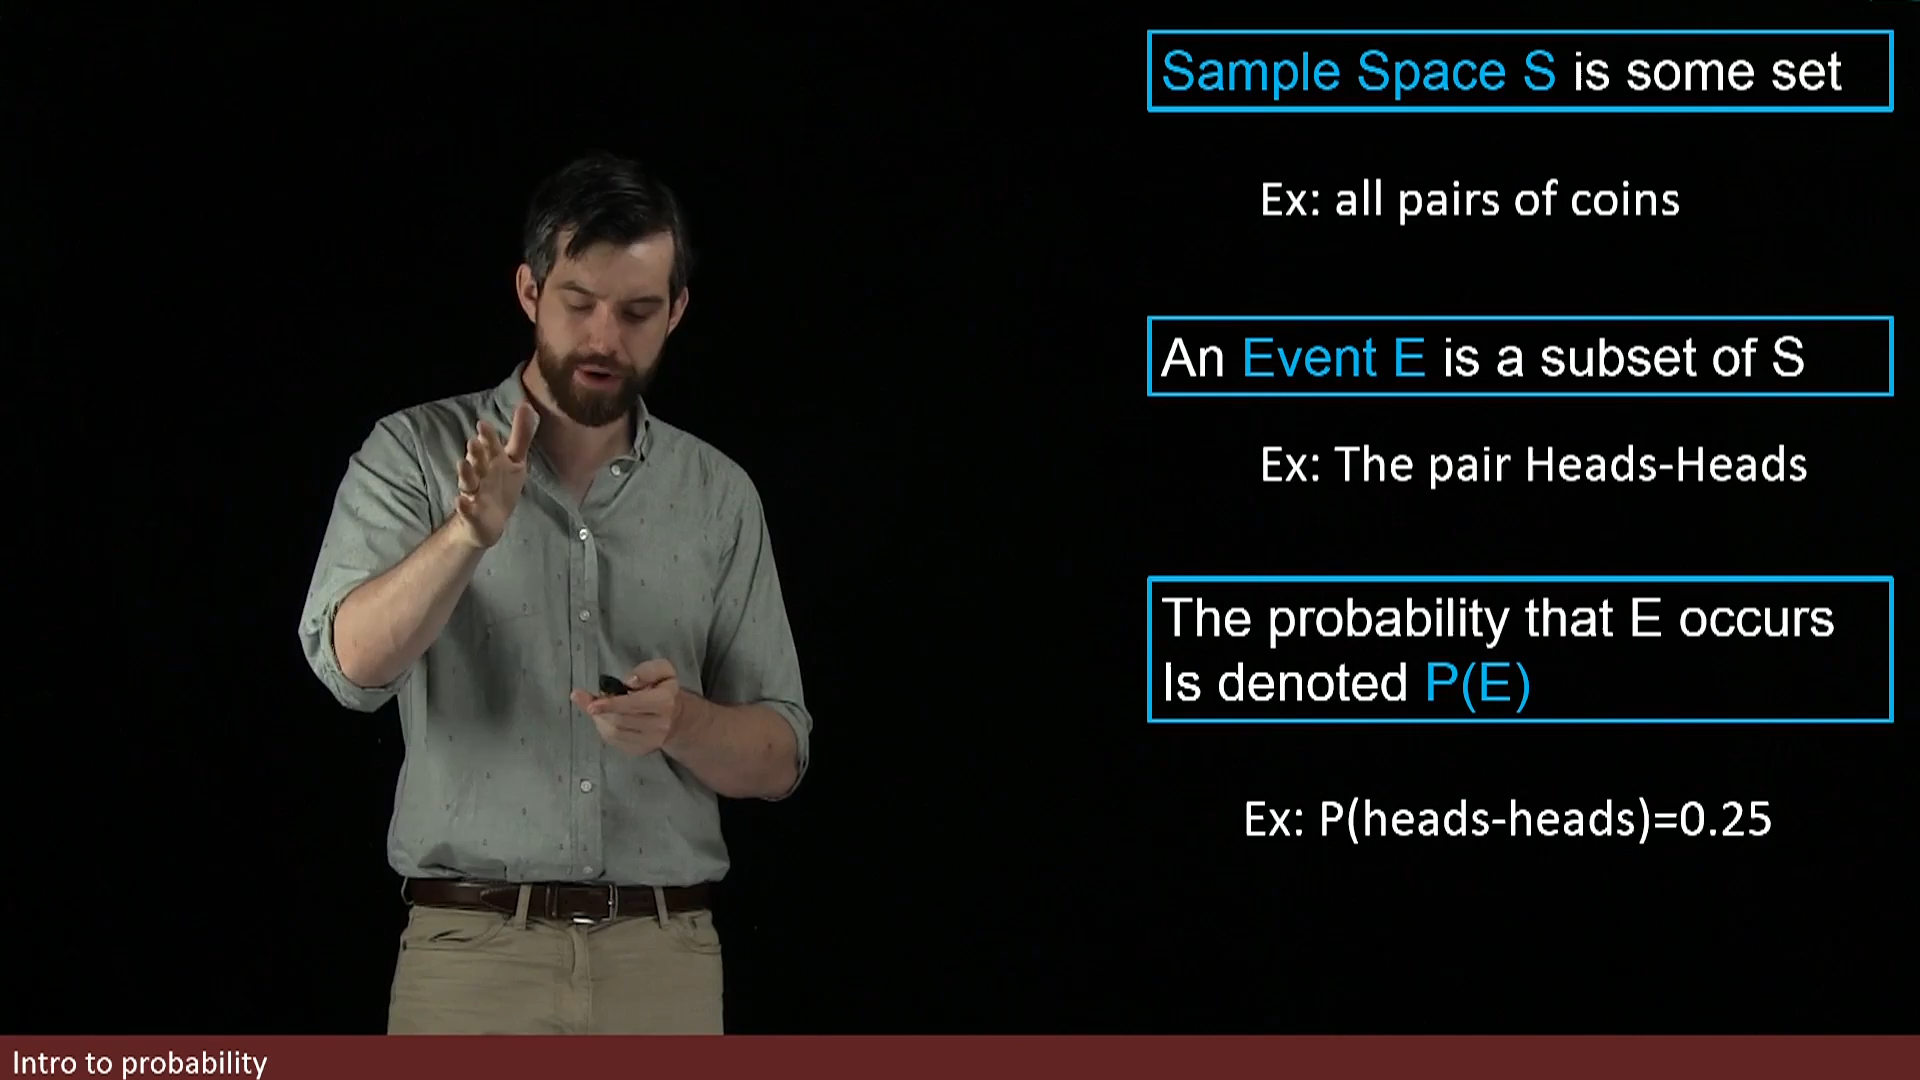 Sample Space S is some set
Ex: all pairs of coins
An Event E is a subset of S
Ex: The pair Heads-Heads
The probability that E occurs
Is denoted P(E)
Ex: P(heads-heads)=0.25
Intro to probability